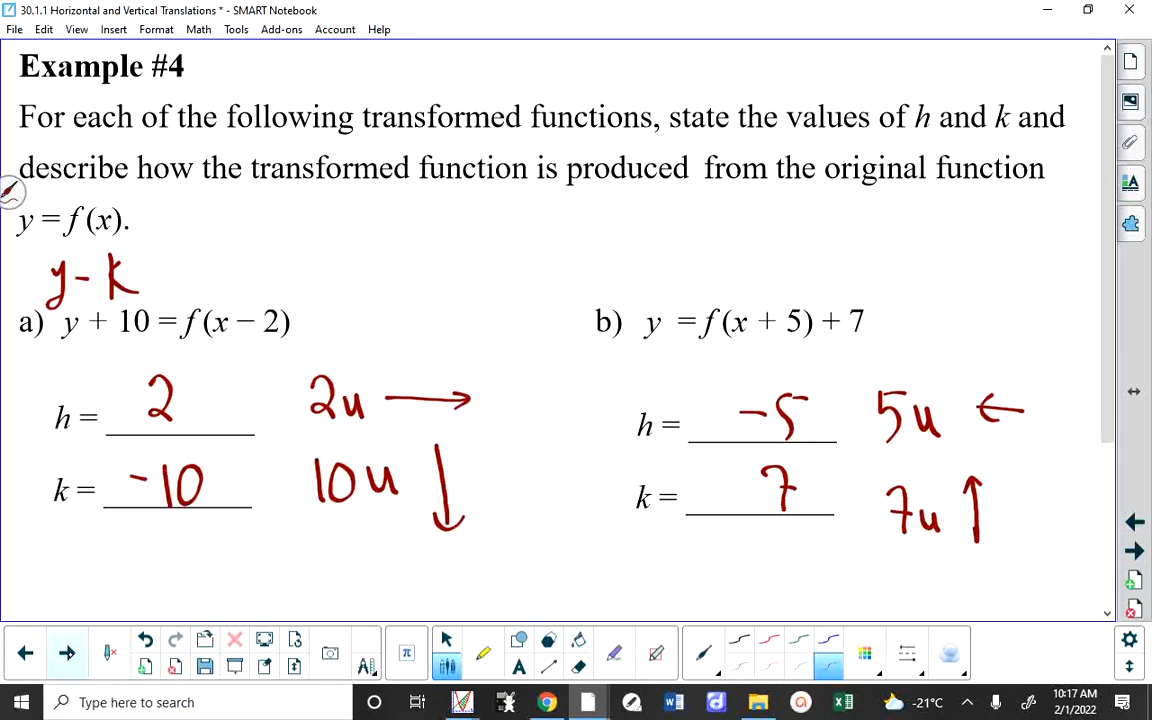 30.1.1 Horizontal and Vertical Translations * - SMART Notebook
File Edit View Insert Format Math Tools Add-ons Account Help
Example #4
For each of the following transformed functions, state the values of h and k and
describe how the transformed function is produced from the original function
y = f (x).
y - k
a) y + 10 = f (x − 2)
b) y = f (x + 5) + 7
h = 2 2u →
k = -10 10u ↓
h = -5 5u ←
k = 7 7u ↑
Type here to search
-21°C
10:17 AM
2/1/2022